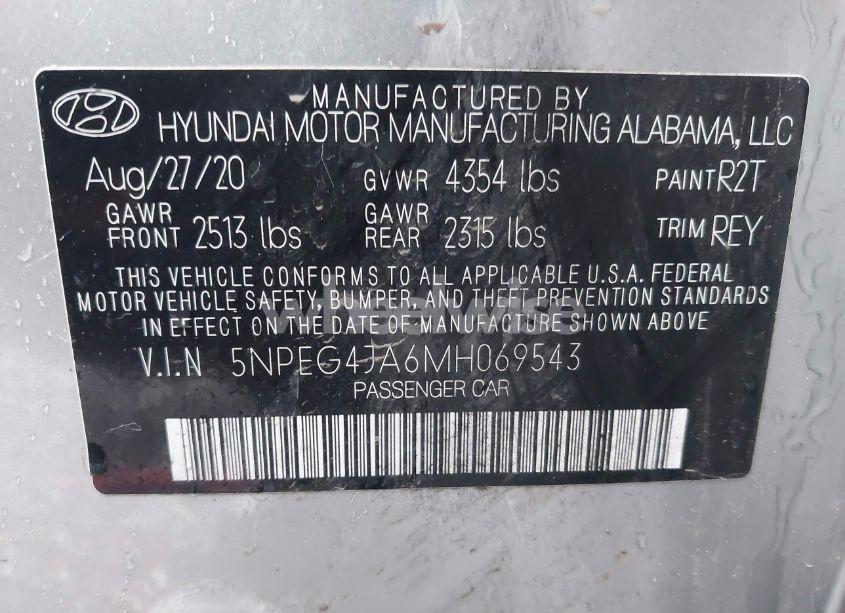 MANUFACTURED BY
HYUNDAI MOTOR MANUFACTURING ALABAMA, LLC
Aug/27/20 GVWR 4354 lbs PAINT R2T
GAWR FRONT 2513 lbs GAWR REAR 2315 lbs TRIM REY
THIS VEHICLE CONFORMS TO ALL APPLICABLE U.S.A. FEDERAL
MOTOR VEHICLE SAFETY, BUMPER, AND THEFT PREVENTION STANDARDS
IN EFFECT ON THE DATE OF MANUFACTURE SHOWN ABOVE
V.I.N 5NPEG4JA6MH069543
PASSENGER CAR